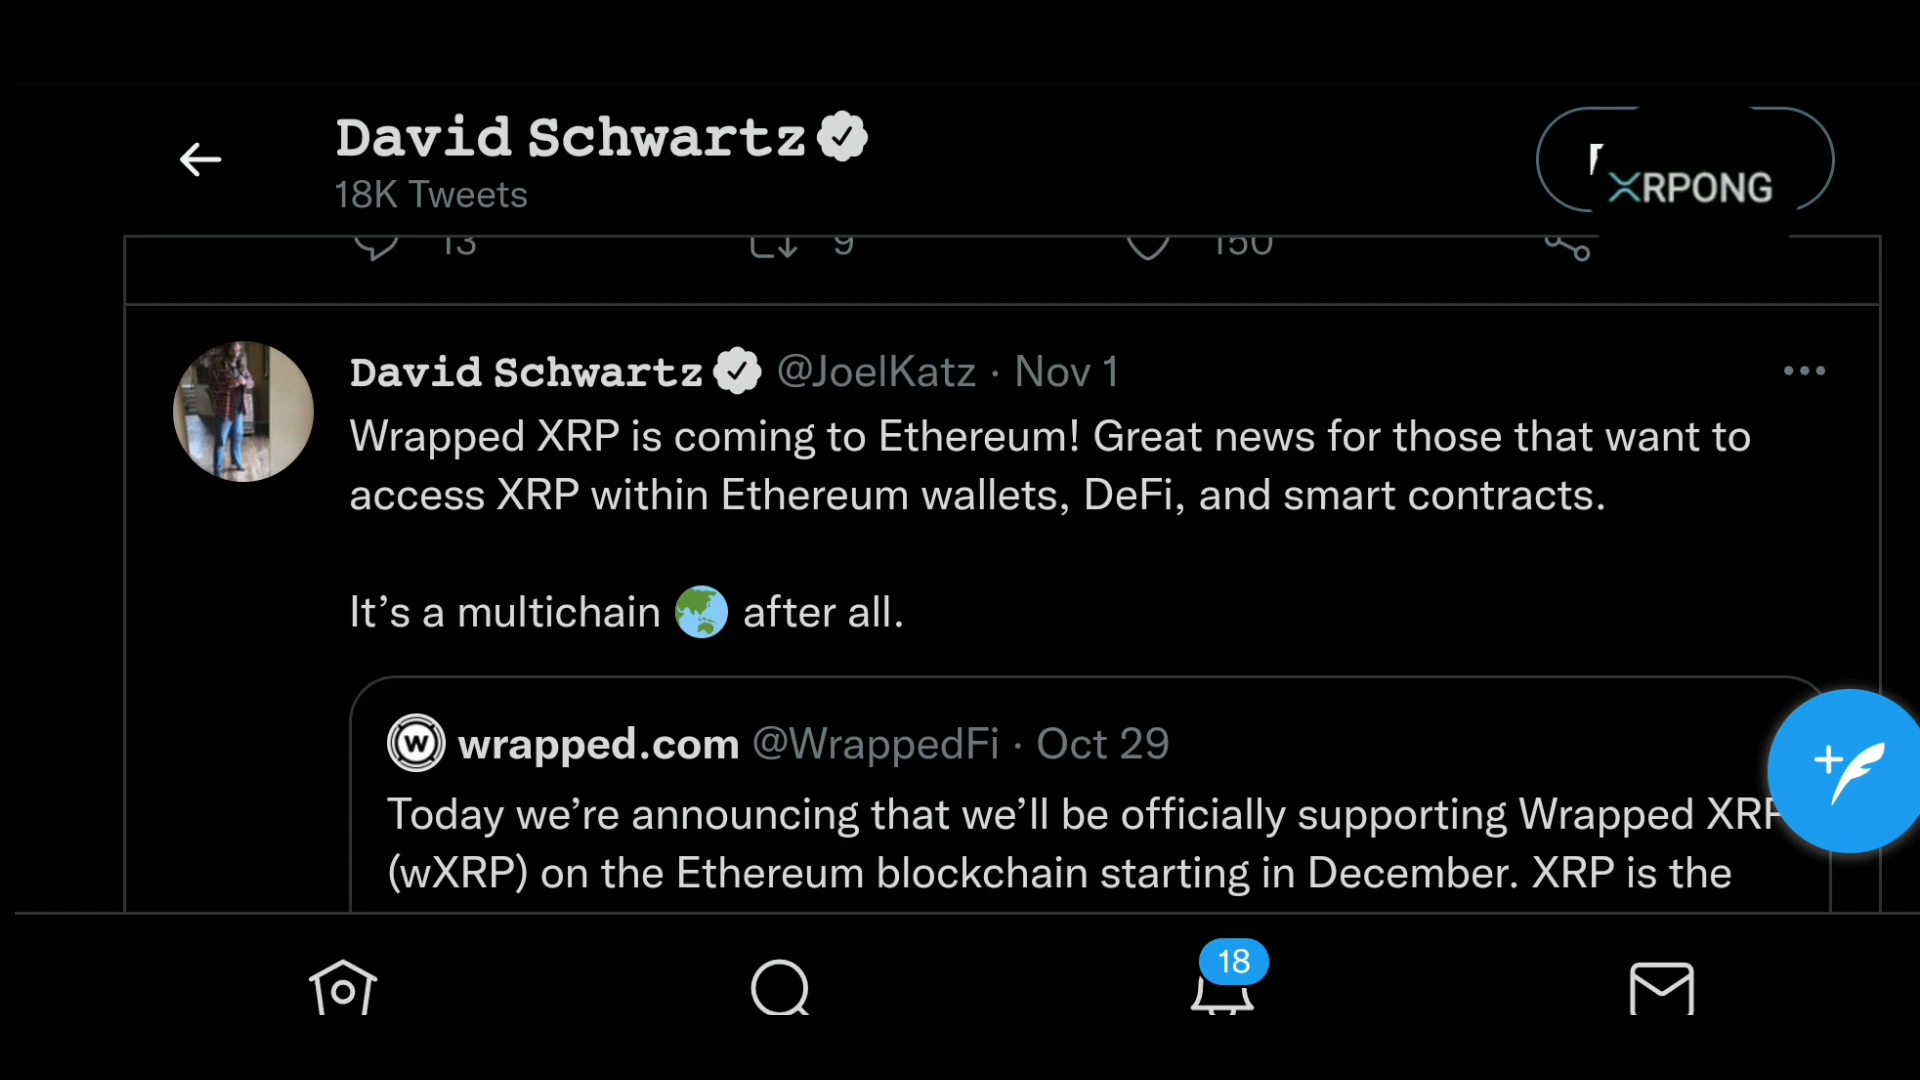 David Schwartz
18K Tweets
XRPONG
13 9 150
David Schwartz @JoelKatz · Nov 1
Wrapped XRP is coming to Ethereum! Great news for those that want to
access XRP within Ethereum wallets, DeFi, and smart contracts.
It’s a multichain 🌏 after all.
W wrapped.com @WrappedFi · Oct 29
Today we’re announcing that we’ll be officially supporting Wrapped XRP
(wXRP) on the Ethereum blockchain starting in December. XRP is the
18